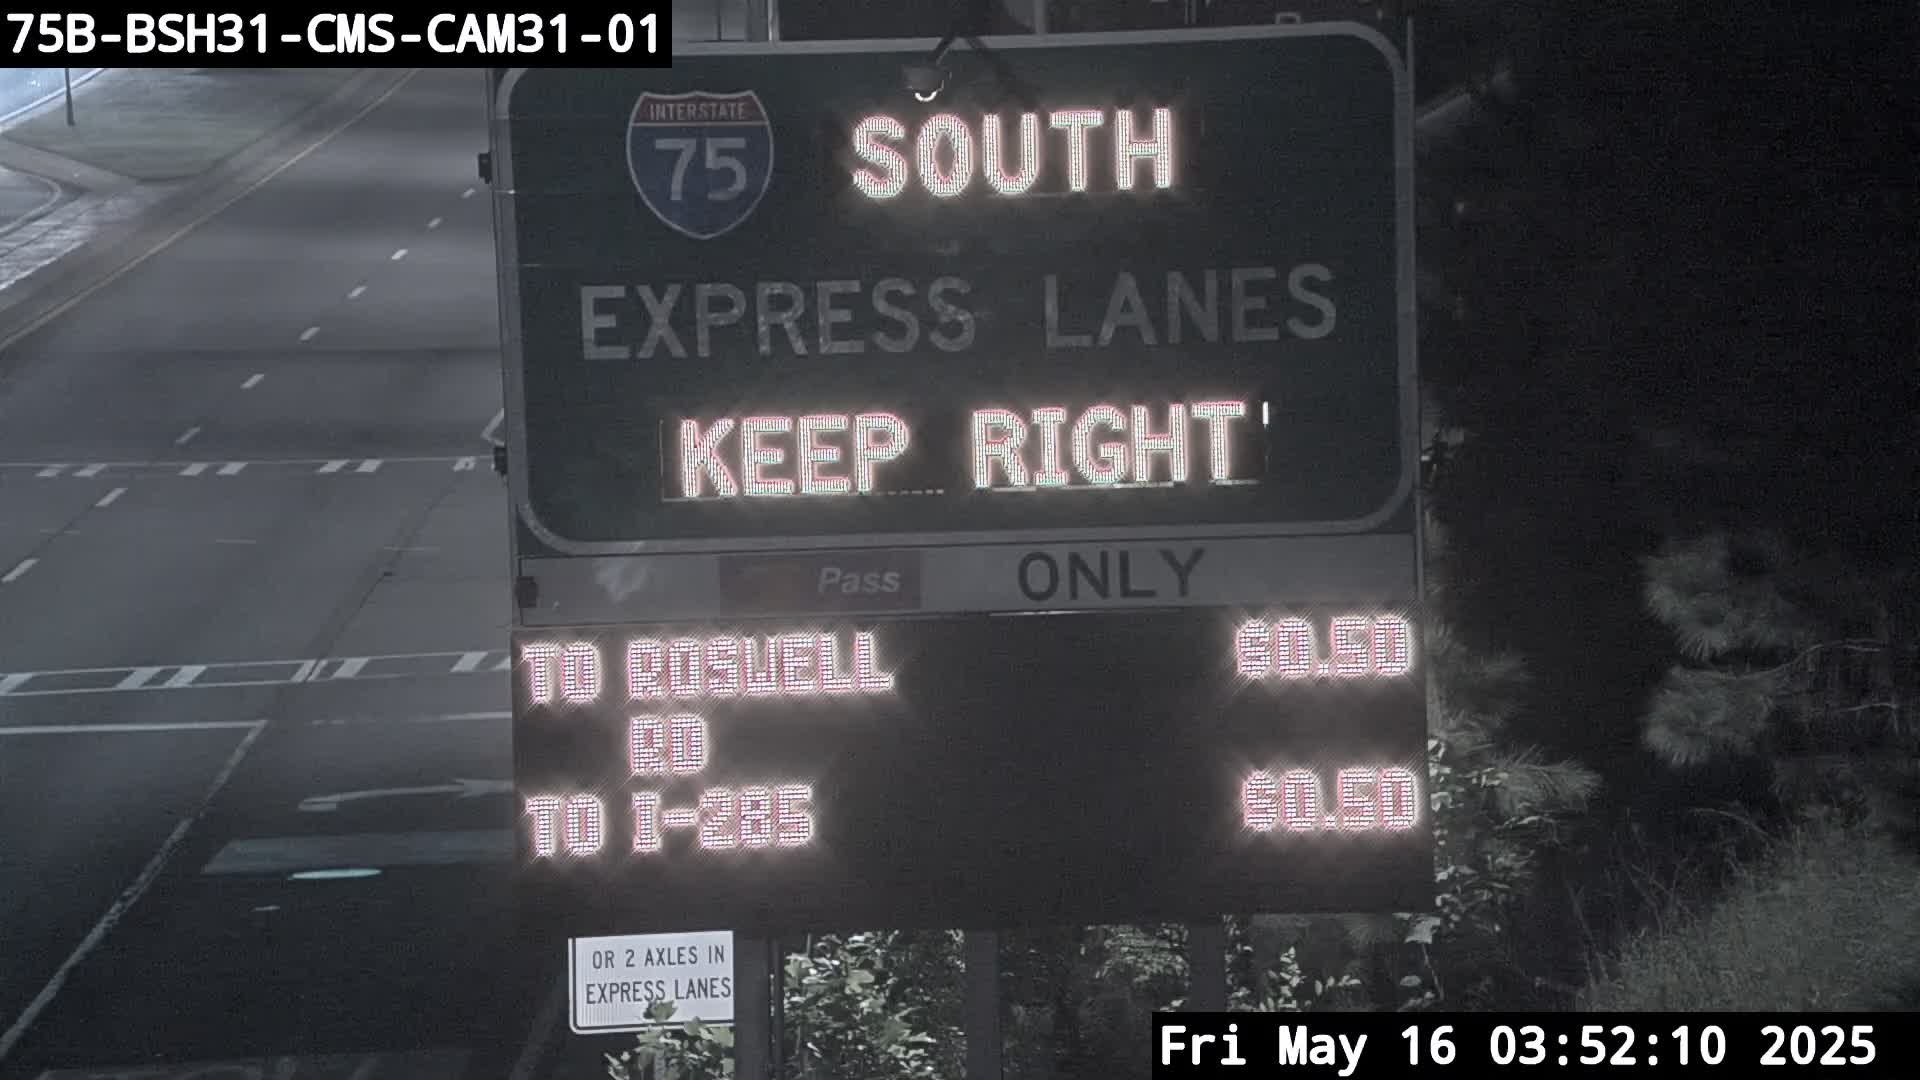 75B-BSH31-CMS-CAM31-01
INTERSTATE
75
SOUTH
EXPRESS LANES
KEEP RIGHT
Pass ONLY
TO ROSWELL $0.50
RD
TO I-285 $0.50
OR 2 AXLES IN
EXPRESS LANES
Fri May 16 03:52:10 2025